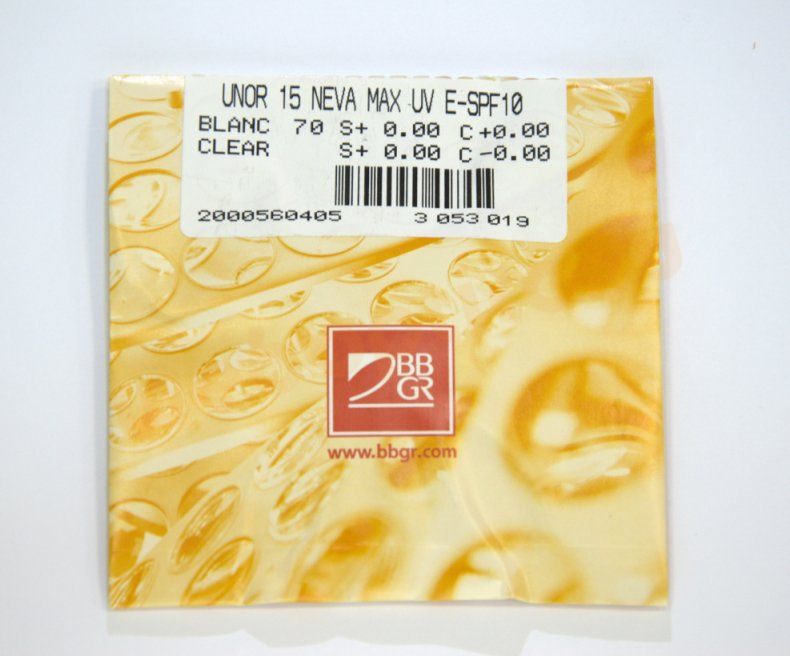 UNOR 15 NEVA MAX UV E-SPF10
BLANC 70 S+ 0.00 C+0.00
CLEAR S+ 0.00 C-0.00
2000560405 3 053 019
BB
GR
www.bbgr.com